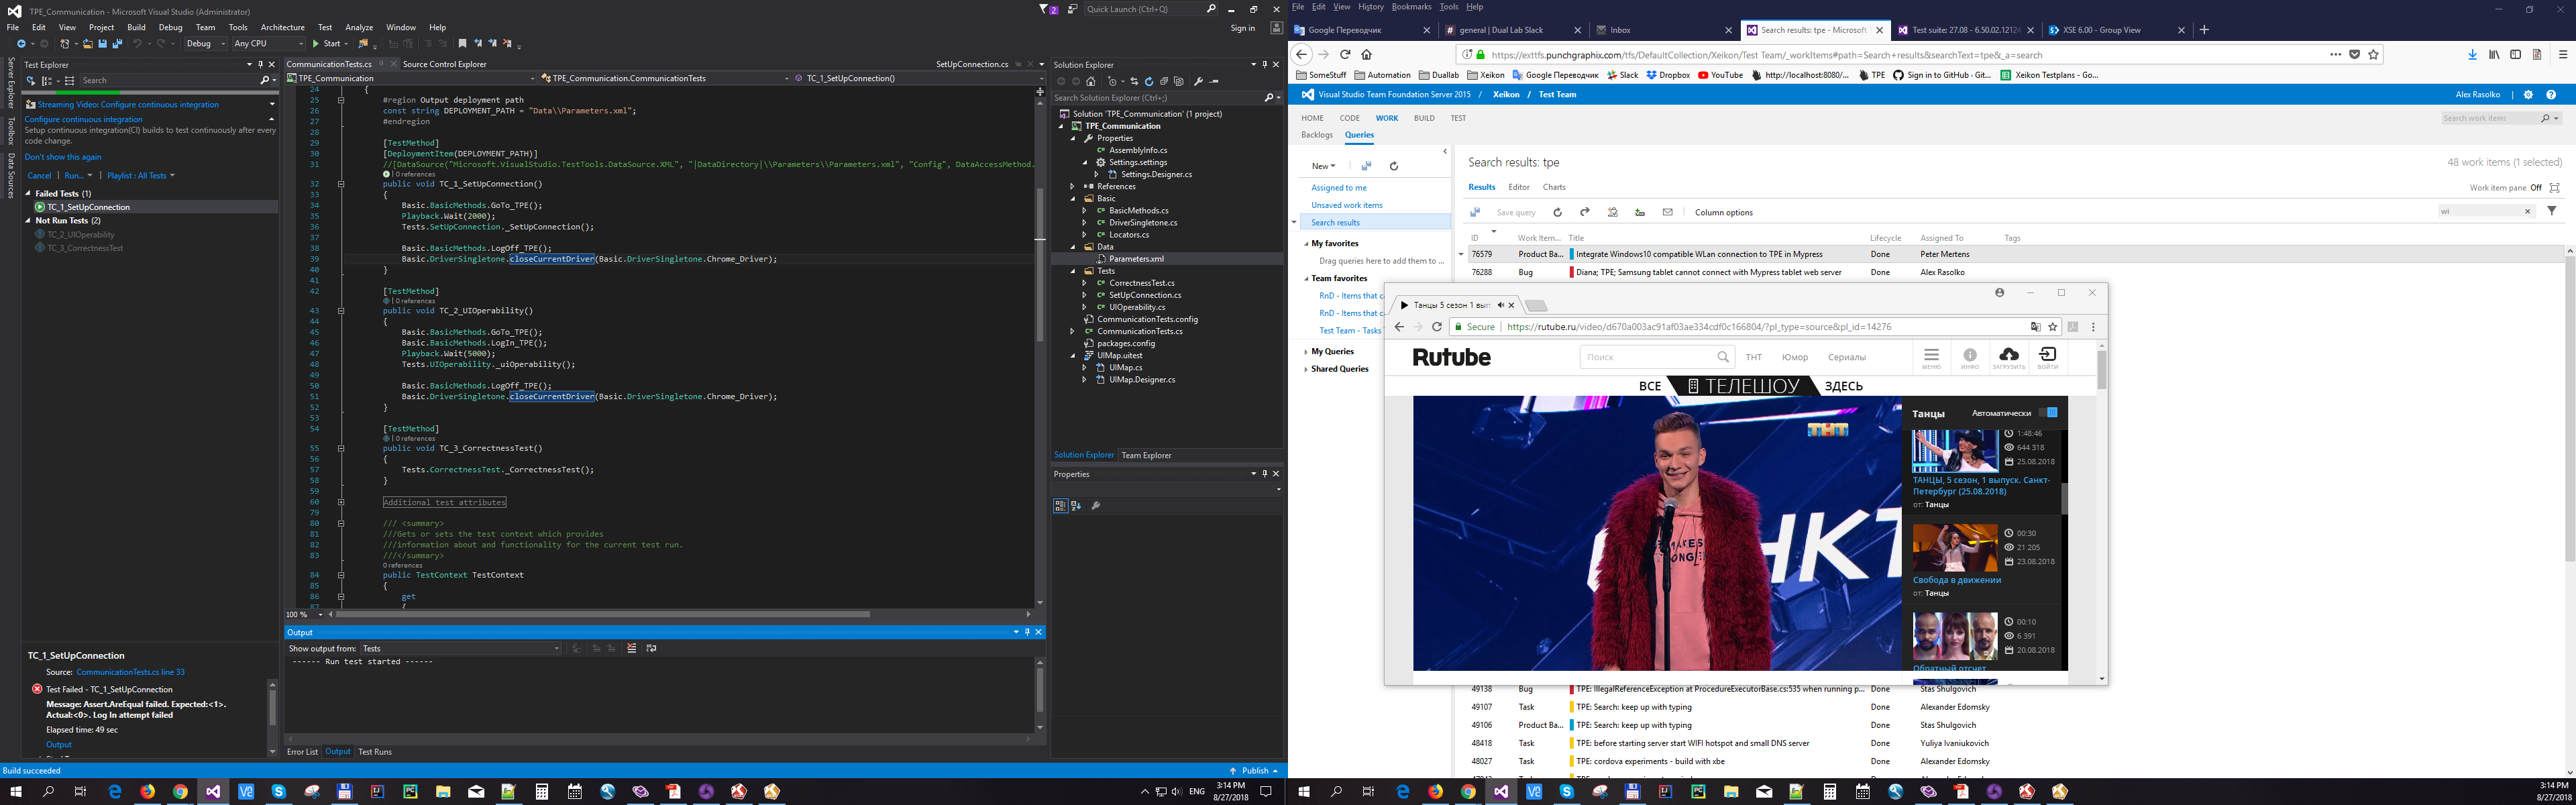 TPE_Communication - Microsoft Visual Studio (Administrator)
2
Quick Launch (Ctrl+Q)
File Edit View Project Build Debug Team Tools Architecture Test Analyze Window Help
Sign in
Debug Any CPU Start
Server Explorer
Toolbox
Data Sources
Test Explorer
Search
Streaming Video: Configure continuous integration
Configure continuous integration
Setup continuous integration(CI) builds to test continuously after every
code change.
Don't show this again
Cancel | Run... | Playlist : All Tests
Failed Tests (1)
TC_1_SetUpConnection
Not Run Tests (2)
TC_2_UIOperability
TC_3_CorrectnessTest
TC_1_SetUpConnection
Source: CommunicationTests.cs line 33
Test Failed - TC_1_SetUpConnection
Message: Assert.AreEqual failed. Expected:<1>.
Actual:<0>. Log In attempt failed
Elapsed time: 49 sec
Output
CommunicationTests.cs
Source Control Explorer
SetUpConnection.cs
TPE_Communication
TPE_Communication.CommunicationTests
TC_1_SetUpConnection()
24 {
25 #region Output deployment path
26 const string DEPLOYMENT_PATH = "Data\\Parameters.xml";
27 #endregion
28
29 [TestMethod]
30 [DeploymentItem(DEPLOYMENT_PATH)]
31 //[DataSource("Microsoft.VisualStudio.TestTools.DataSource.XML", "|DataDirectory|\\Parameters\\Parameters.xml", "Config", DataAccessMethod.
| 0 references
32 public void TC_1_SetUpConnection()
33 {
34 Basic.BasicMethods.GoTo_TPE();
35 Playback.Wait(2000);
36 Tests.SetUpConnection._SetUpConnection();
37
38 Basic.BasicMethods.LogOff_TPE();
39 Basic.DriverSingletone.closeCurrentDriver(Basic.DriverSingletone.Chrome_Driver);
40 }
41
42 [TestMethod]
| 0 references
43 public void TC_2_UIOperability()
44 {
45 Basic.BasicMethods.GoTo_TPE();
46 Basic.BasicMethods.LogIn_TPE();
47 Playback.Wait(5000);
48 Tests.UIOperability._uiOperability();
49
50 Basic.BasicMethods.LogOff_TPE();
51 Basic.DriverSingletone.closeCurrentDriver(Basic.DriverSingletone.Chrome_Driver);
52 }
53
54 [TestMethod]
| 0 references
55 public void TC_3_CorrectnessTest()
56 {
57 Tests.CorrectnessTest._CorrectnessTest();
58 }
59
60 Additional test attributes
79
80 /// <summary>
81 ///Gets or sets the test context which provides
82 ///information about and functionality for the current test run.
83 ///</summary>
0 references
84 public TestContext TestContext
85 {
86 get
87 {
100 %
Output
Show output from: Tests
------ Run test started ------
Error List Output Test Runs
Solution Explorer
Search Solution Explorer (Ctrl+;)
Solution 'TPE_Communication' (1 project)
TPE_Communication
Properties
AssemblyInfo.cs
Settings.settings
Settings.Designer.cs
References
Basic
BasicMethods.cs
DriverSingletone.cs
Locators.cs
Data
Parameters.xml
Tests
CorrectnessTest.cs
SetUpConnection.cs
UIOperability.cs
CommunicationTests.config
CommunicationTests.cs
packages.config
UIMap.uitest
UIMap.cs
UIMap.Designer.cs
Solution Explorer Team Explorer
Properties
Build succeeded
Publish
ENG
3:14 PM
8/27/2018
File Edit View History Bookmarks Tools Help
Google Переводчик
general | Dual Lab Slack
Inbox
Search results: tpe - Microsoft
Test suite: 27.08 - 6.50.02.12124
XSE 6.00 - Group View
https://exttfs.punchgraphix.com/tfs/DefaultCollection/Xeikon/Test Team/_workItems#path=Search+results&searchText=tpe&_a=search
SomeStuff Automation Duallab Xeikon Google Переводчик Slack Dropbox YouTube http://localhost:8080/... TPE Sign in to GitHub · Git... Xeikon Testplans - Go...
Visual Studio Team Foundation Server 2015 / Xeikon / Test Team
Alex Rasolko
HOME CODE WORK BUILD TEST
Search work items
Backlogs Queries
New
Assigned to me
Unsaved work items
Search results
My favorites
Drag queries here to add them to ...
Team favorites
RnD - Items that c
RnD - Items that c
Test Team - Tasks
My Queries
Shared Queries
Search results: tpe
48 work items (1 selected)
Results Editor Charts
Work item pane Off
Save query
Column options
wi
ID Work Item... Title Lifecycle Assigned To Tags
76579 Product Ba... Integrate Windows10 compatible WLan connection to TPE in Mypress Done Peter Mertens
76288 Bug Diana; TPE; Samsung tablet cannot connect with Mypress tablet web server Done Alex Rasolko
Танцы 5 сезон 1 вып
Secure https://rutube.ru/video/d670a003ac91af03ae334cdf0c166804/?pl_type=source&pl_id=14276
Rutube
Поиск
ТНТ Юмор Сериалы
МЕНЮ ИНФО ЗАГРУЗИТЬ ВОЙТИ
ВСЕ ТЕЛЕШОУ ЗДЕСЬ
Танцы
Автоматически
1:48:46
644 318
25.08.2018
ТАНЦЫ, 5 сезон, 1 выпуск. Санкт-
Петербург (25.08.2018)
от: Танцы
00:30
21 205
23.08.2018
Свобода в движении
от: Танцы
00:10
6 391
20.08.2018
Обратный отсчет
49138 Bug TPE: IllegalReferenceException at ProcedureExecutorBase.cs:535 when running p... Done Stas Shulgovich
49107 Task TPE: Search: keep up with typing Done Alexander Edomsky
49106 Product Ba... TPE: Search: keep up with typing Done Stas Shulgovich
48418 Task TPE: before starting server start WIFI hotspot and small DNS server Done Yuliya Ivaniukovich
48027 Task TPE: cordova experiments - build with xbe Done Alexander Edomsky
3:14 PM
8/27/2018